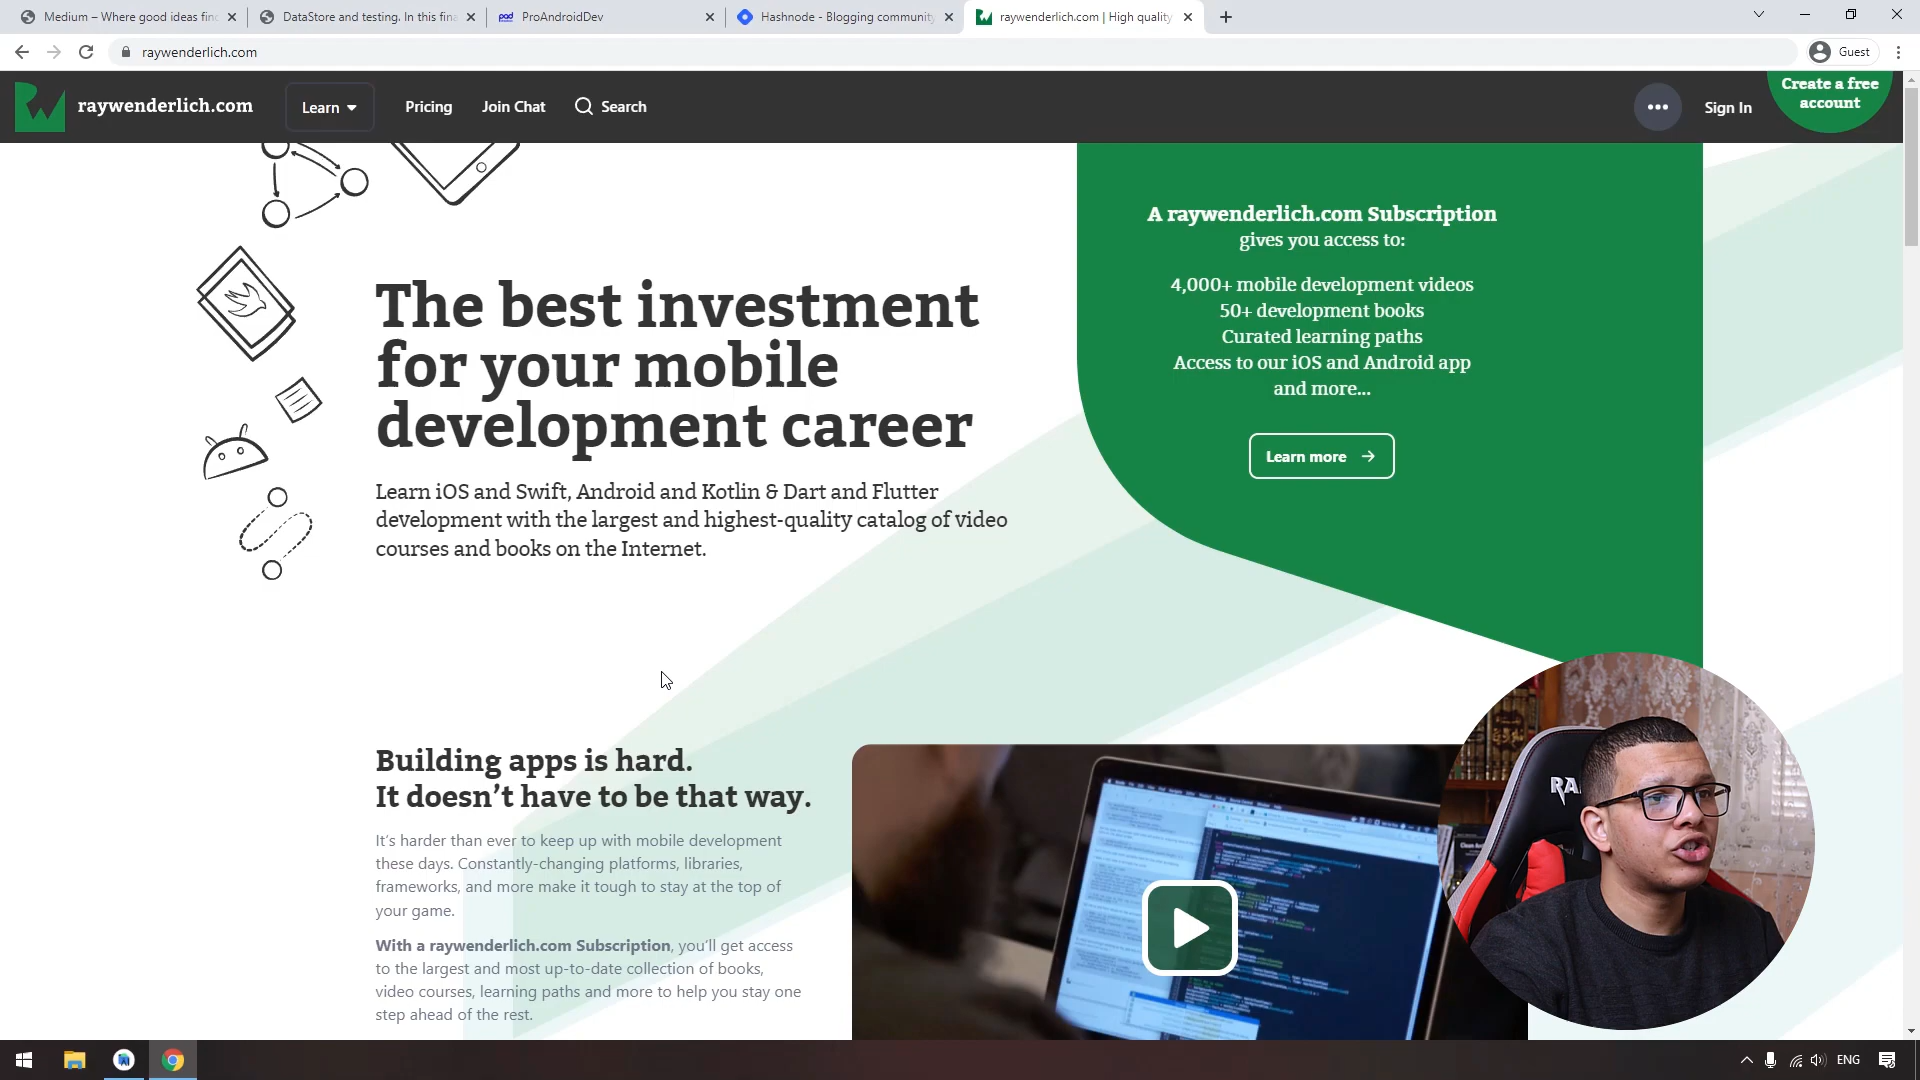 Medium – Where good ideas find
DataStore and testing. In this fina
pad ProAndroidDev
Hashnode - Blogging community
raywenderlich.com | High quality
raywenderlich.com
Guest
raywenderlich.com
Learn
Pricing
Join Chat
Search
Sign In
Create a free
account
The best investment
for your mobile
development career
Learn iOS and Swift, Android and Kotlin & Dart and Flutter
development with the largest and highest-quality catalog of video
courses and books on the Internet.
A raywenderlich.com Subscription
gives you access to:
4,000+ mobile development videos
50+ development books
Curated learning paths
Access to our iOS and Android app
and more...
Learn more
Building apps is hard.
It doesn’t have to be that way.
It’s harder than ever to keep up with mobile development
these days. Constantly-changing platforms, libraries,
frameworks, and more make it tough to stay at the top of
your game.
With a raywenderlich.com Subscription, you’ll get access
to the largest and most up-to-date collection of books,
video courses, learning paths and more to help you stay one
step ahead of the rest.
ENG